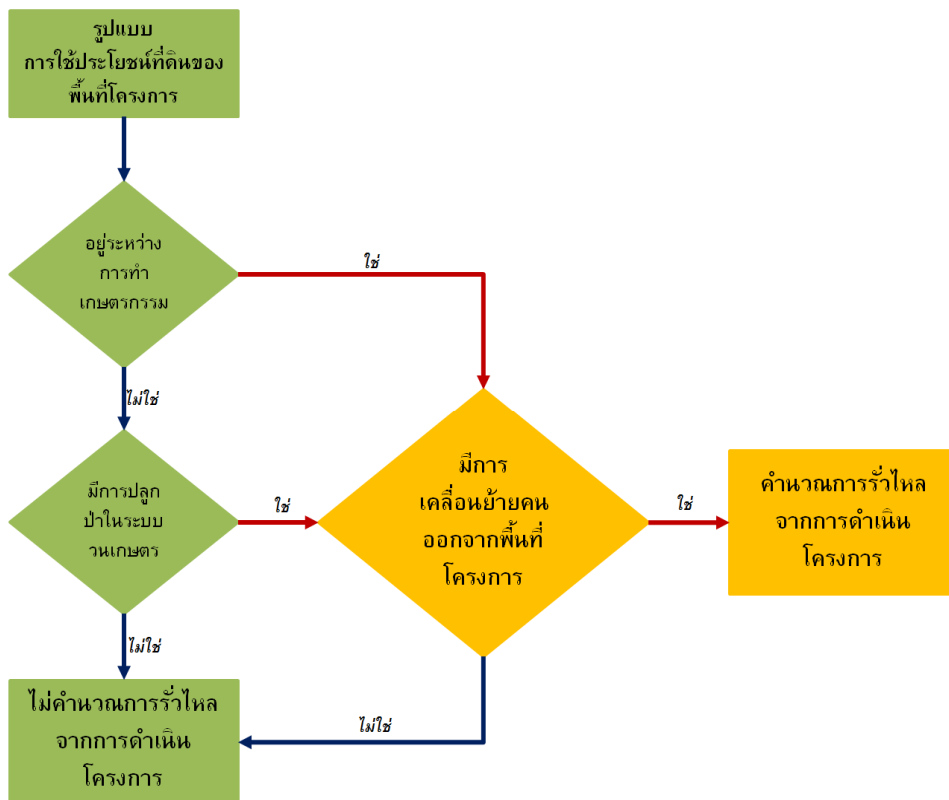 รูปแบบ
การใช้ประโยชน์ที่ดินของ
พื้นที่โครงการ
อยู่ระหว่าง
การทำ
เกษตรกรรม
ใช่
ไม่ใช่
มีการปลูก
ป่าในระบบ
วนเกษตร
ใช่
มีการ
เคลื่อนย้ายคน
ออกจากพื้นที่
โครงการ
ใช่
คำนวณการรั่วไหล
จากการดำเนิน
โครงการ
ไม่ใช่
ไม่คำนวณการรั่วไหล
จากการดำเนิน
โครงการ
ไม่ใช่